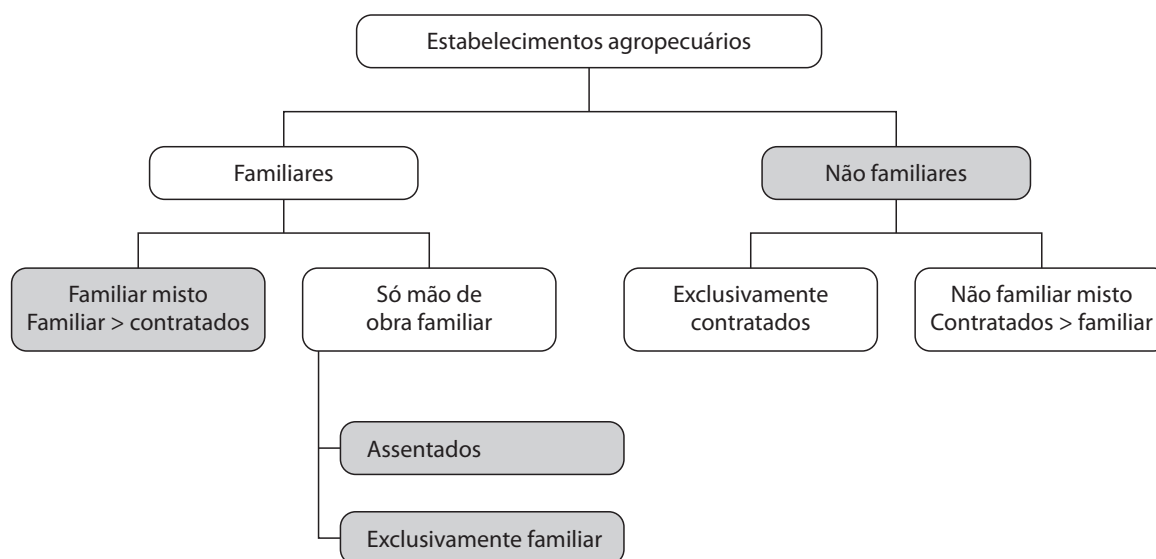 Estabelecimentos agropecuários
Familiares
Não familiares
Familiar misto
Familiar > contratados
Só mão de
obra familiar
Exclusivamente
contratados
Não familiar misto
Contratados > familiar
Assentados
Exclusivamente familiar